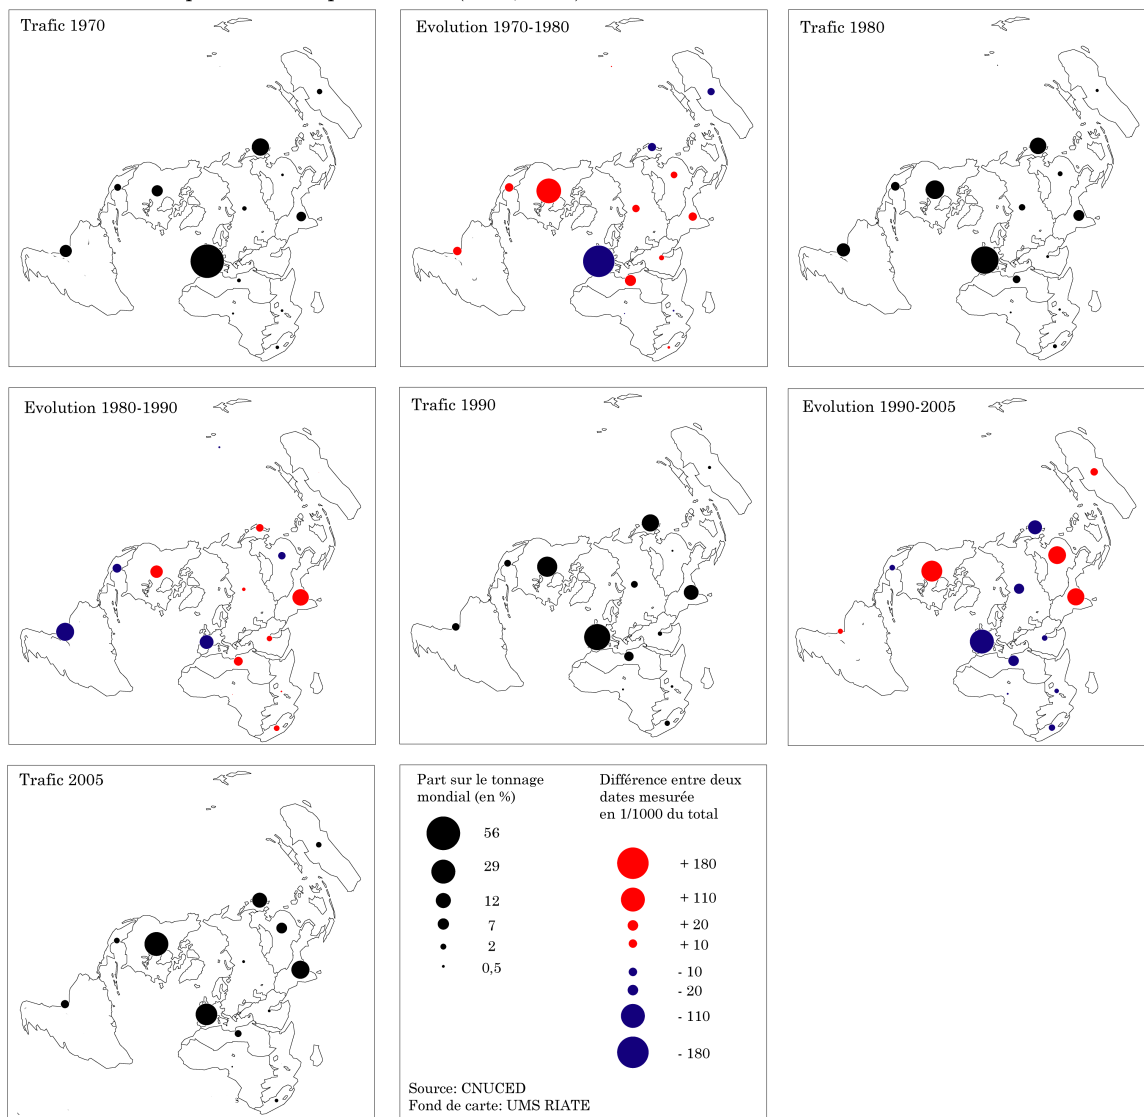 Trafic 1970
Evolution 1970-1980
Trafic 1980
Evolution 1980-1990
Trafic 1990
Evolution 1990-2005
Trafic 2005
Part sur le tonnage
mondial (en %)
56
29
12
7
2
0,5
Différence entre deux
dates mesurée
en 1/1000 du total
+ 180
+ 110
+ 20
+ 10
- 10
- 20
- 110
- 180
Source: CNUCED
Fond de carte: UMS RIATE